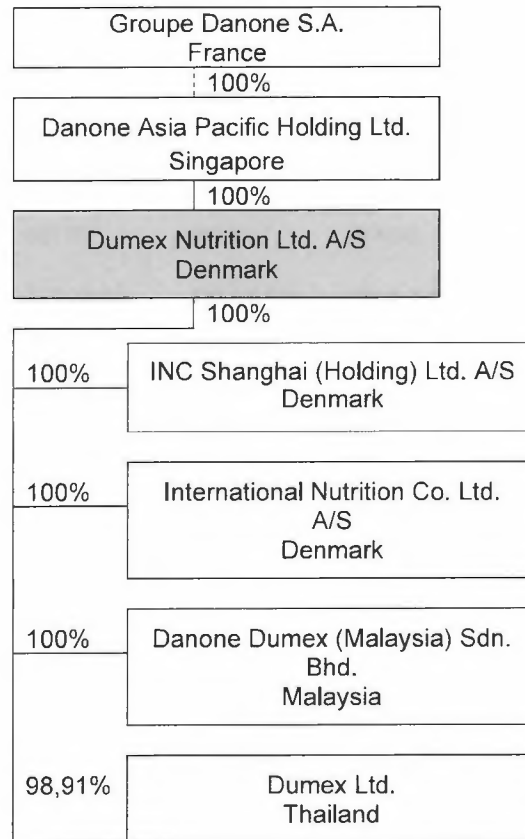 Groupe Danone S.A.
France
100%
Danone Asia Pacific Holding Ltd.
Singapore
100%
Dumex Nutrition Ltd. A/S
Denmark
100%
100%
INC Shanghai (Holding) Ltd. A/S
Denmark
100%
International Nutrition Co. Ltd.
A/S
Denmark
100%
Danone Dumex (Malaysia) Sdn.
Bhd.
Malaysia
98,91%
Dumex Ltd.
Thailand